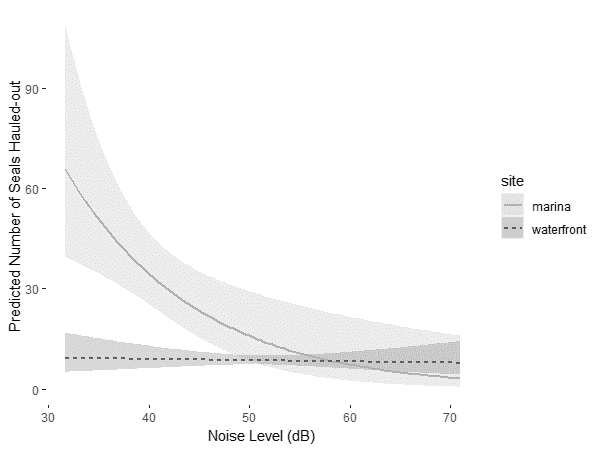 Predicted Number of Seals Hauled-out
90
60
30
0
30 40 50 60 70
Noise Level (dB)
site
marina
waterfront